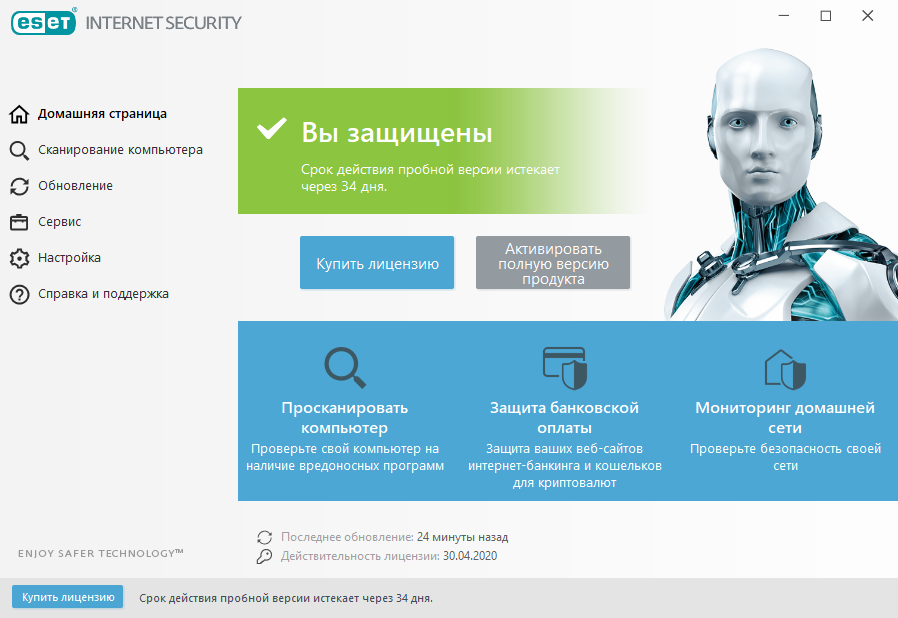 eset® INTERNET SECURITY
Домашняя страница
Сканирование компьютера
Обновление
Сервис
Настройка
Справка и поддержка
ENJOY SAFER TECHNOLOGY™
Вы защищены
Срок действия пробной версии истекает
через 34 дня.
Купить лицензию
Активировать
полную версию
продукта
Просканировать
компьютер
Проверьте свой компьютер на
наличие вредоносных программ
Защита банковской
оплаты
Защита ваших веб-сайтов
интернет-банкинга и кошельков
для криптовалют
Мониторинг домашней
сети
Проверьте безопасность своей
сети
Последнее обновление: 24 минуты назад
Действительность лицензии: 30.04.2020
Купить лицензию Срок действия пробной версии истекает через 34 дня.